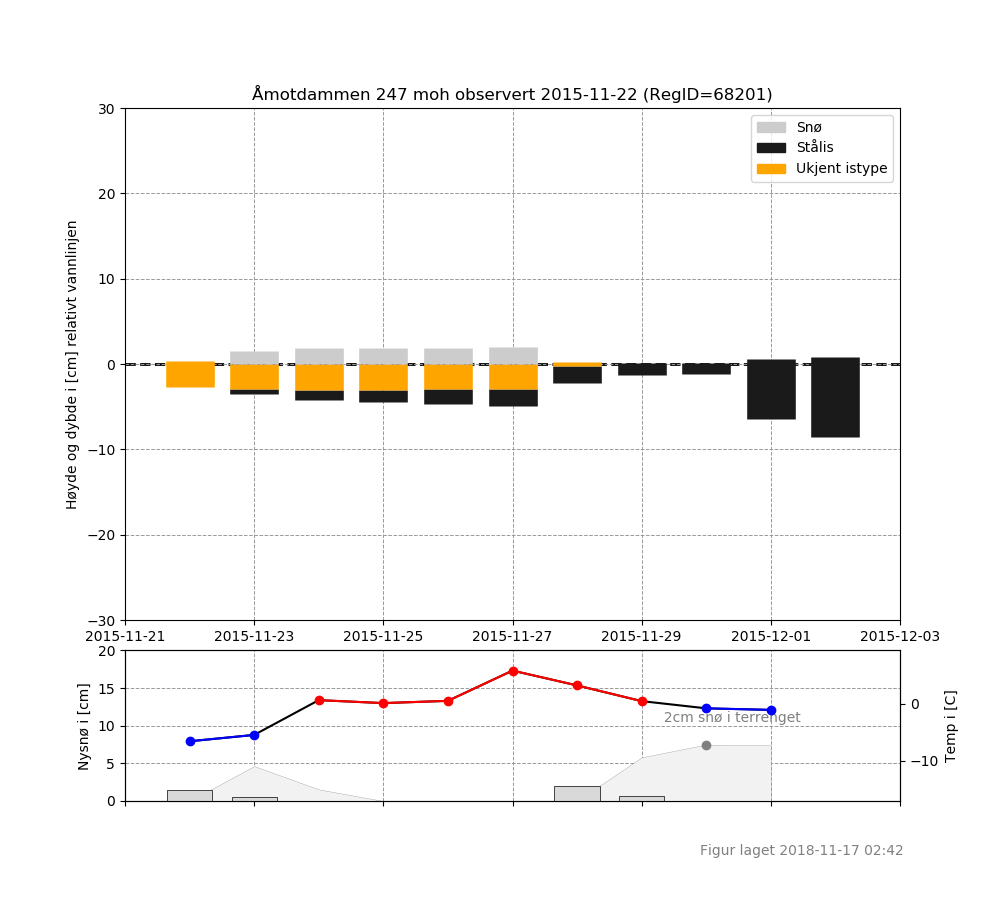 Åmotdammen 247 moh observert 2015-11-22 (RegID=68201)
30
20
10
0
−10
−20
−30
Høyde og dybde i [cm] relativt vannlinjen
Snø
Stålis
Ukjent istype
2015-11-21 2015-11-23 2015-11-25 2015-11-27 2015-11-29 2015-12-01 2015-12-03
20
15
10
5
0
Nysnø i [cm]
2cm snø i terrenget
0
−10
Temp i [C]
Figur laget 2018-11-17 02:42